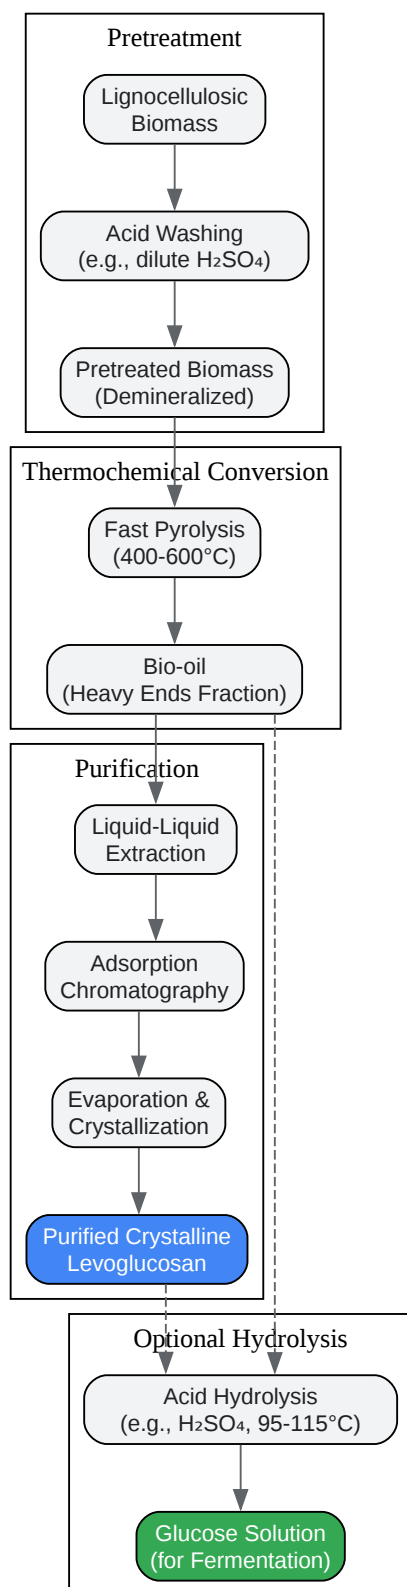 Pretreatment
Lignocellulosic
Biomass
Acid Washing
(e.g., dilute H₂SO₄)
Pretreated Biomass
(Demineralized)
Thermochemical Conversion
Fast Pyrolysis
(400-600°C)
Bio-oil
(Heavy Ends Fraction)
Purification
Liquid-Liquid
Extraction
Adsorption
Chromatography
Evaporation &
Crystallization
Purified Crystalline
Levoglucosan
Optional Hydrolysis
Acid Hydrolysis
(e.g., H₂SO₄, 95-115°C)
Glucose Solution
(for Fermentation)